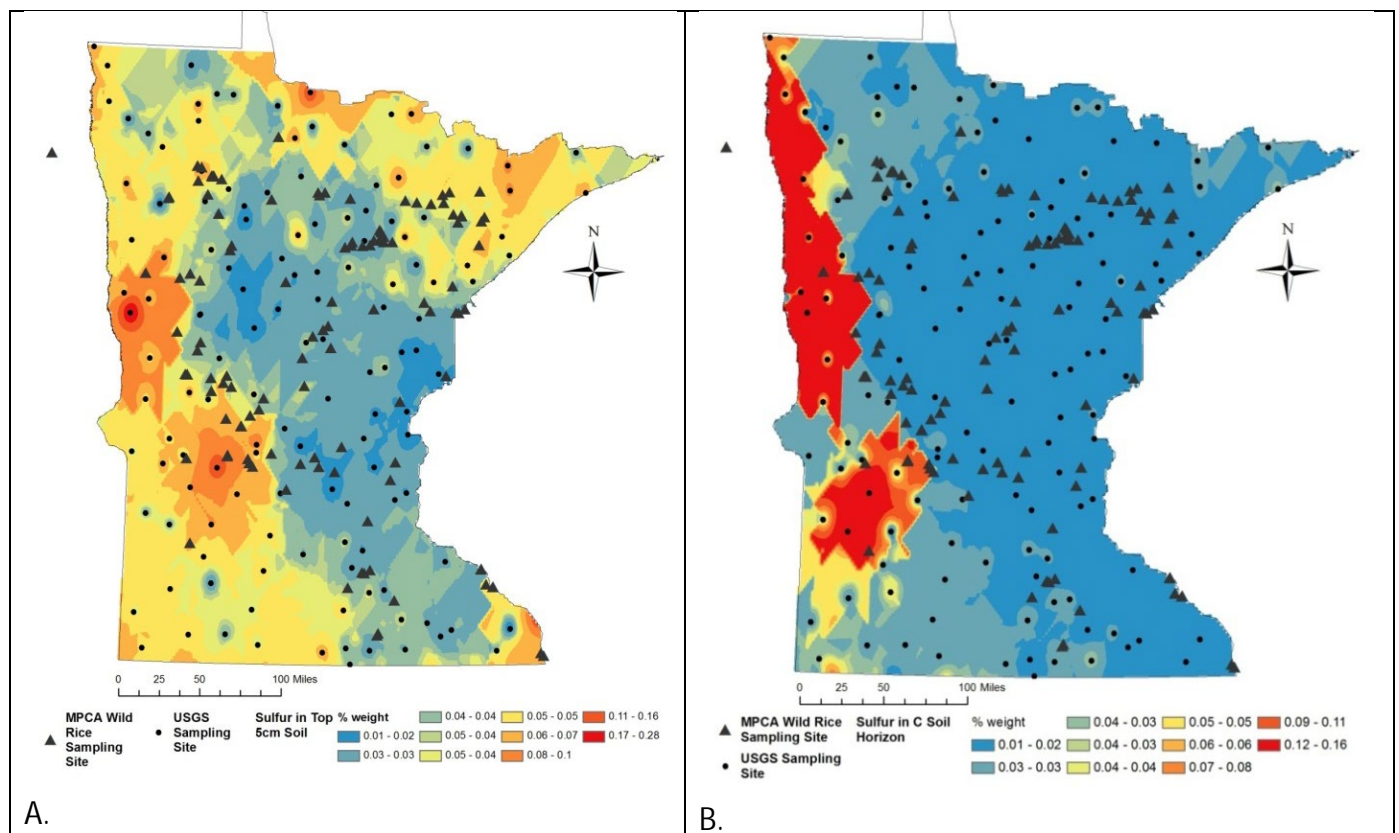 N
0 25 50 100 Miles
MPCA Wild
Rice
Sampling
Site
USGS
Sampling
Site
Sulfur in Top
5cm Soil
% weight
0.01 - 0.02
0.03 - 0.03
0.04 - 0.04
0.05 - 0.04
0.05 - 0.04
0.05 - 0.05
0.06 - 0.07
0.08 - 0.1
0.11 - 0.16
0.17 - 0.28
A.
N
0 25 50 100 Miles
MPCA Wild Rice
Sampling Site
USGS Sampling
Site
Sulfur in C Soil
Horizon
% weight
0.01 - 0.02
0.03 - 0.03
0.04 - 0.03
0.04 - 0.03
0.04 - 0.04
0.05 - 0.05
0.06 - 0.06
0.07 - 0.08
0.09 - 0.11
0.12 - 0.16
B.